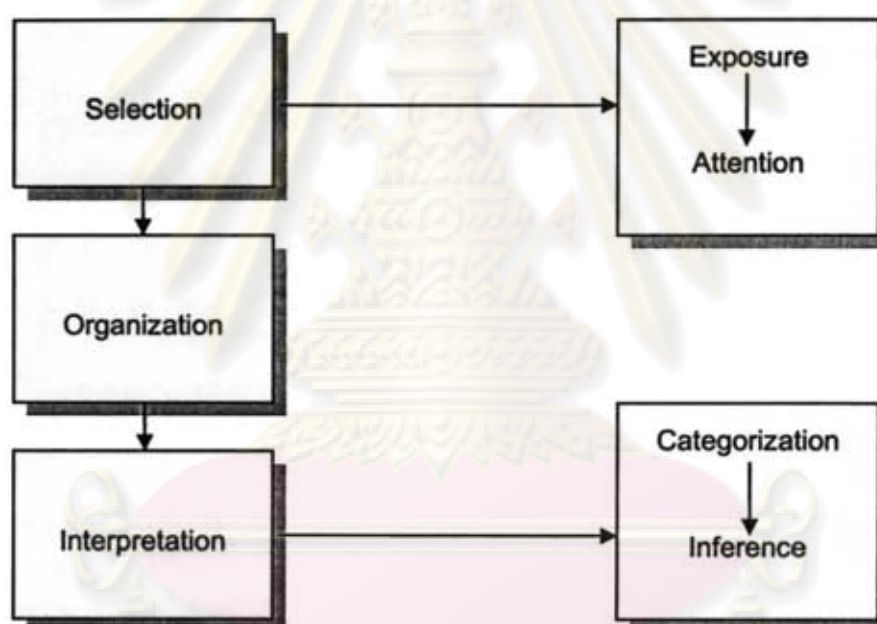 Selection
Exposure
Attention
Organization
Interpretation
Categorization
Inference